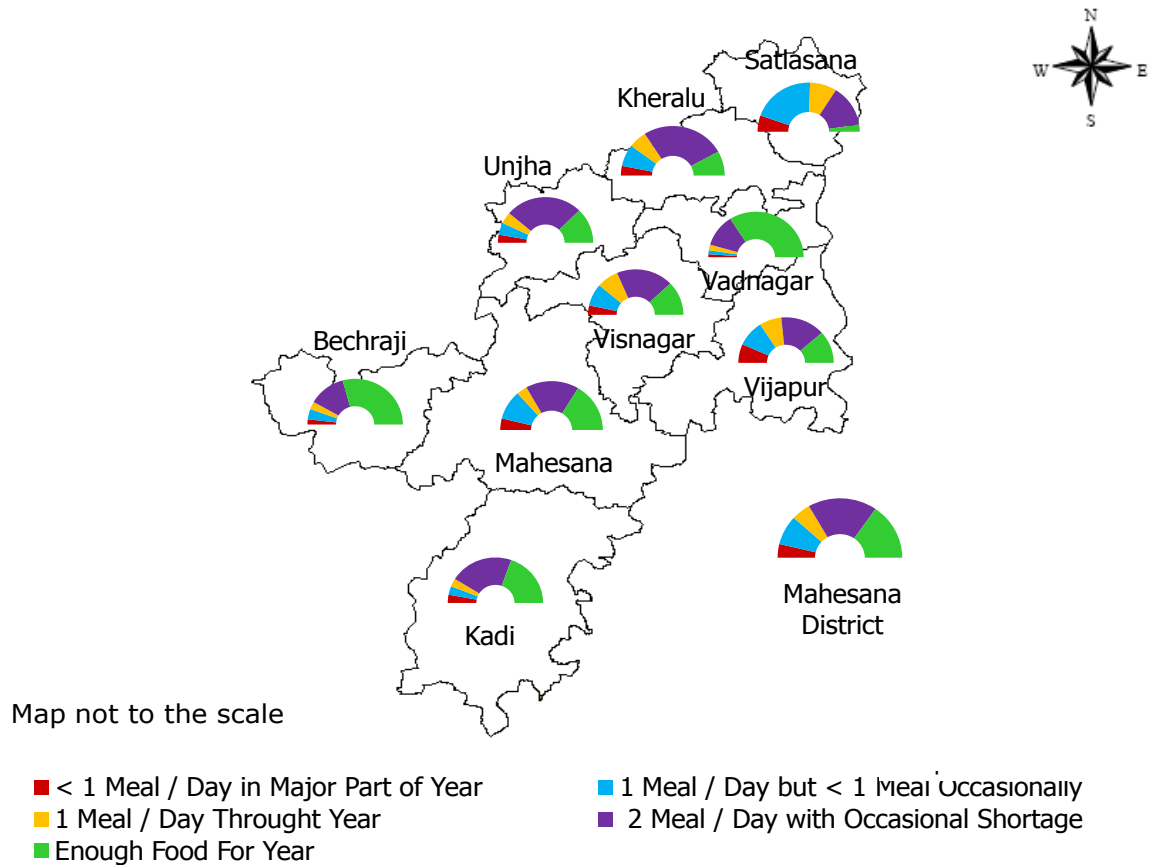 N
W E
S
Satlasana
Kheralu
Unjha
Vadnagar
Visnagar
Bechraji
Vijapur
Mahesana
Mahesana
District
Kadi
Map not to the scale
< 1 Meal / Day in Major Part of Year
1 Meal / Day but < 1 Meal Occasionally
1 Meal / Day Throught Year
2 Meal / Day with Occasional Shortage
Enough Food For Year